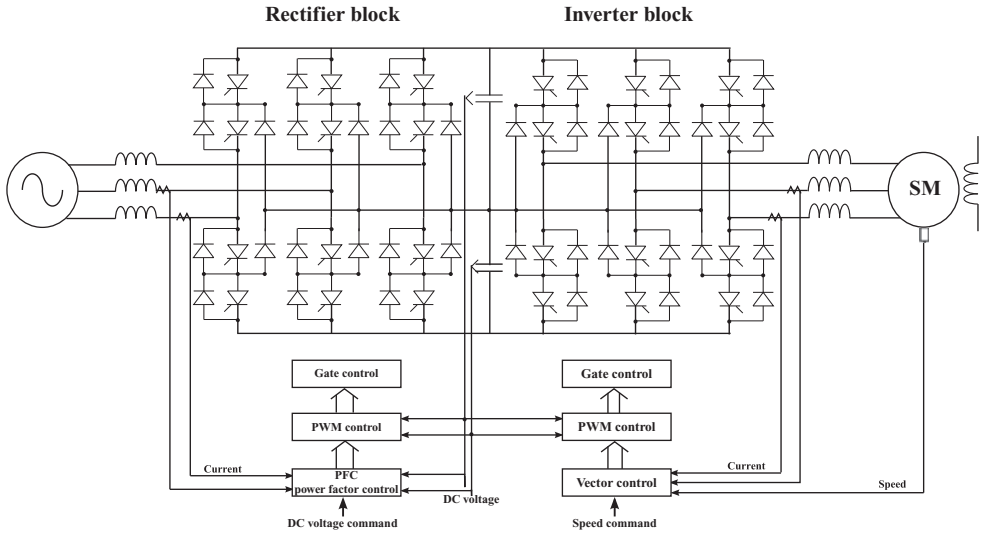 Rectifier block
Inverter block
SM
Gate control
Gate control
PWM control
PWM control
Current
PFC
power factor control
DC voltage
DC voltage command
Current
Vector control
Speed
Speed command